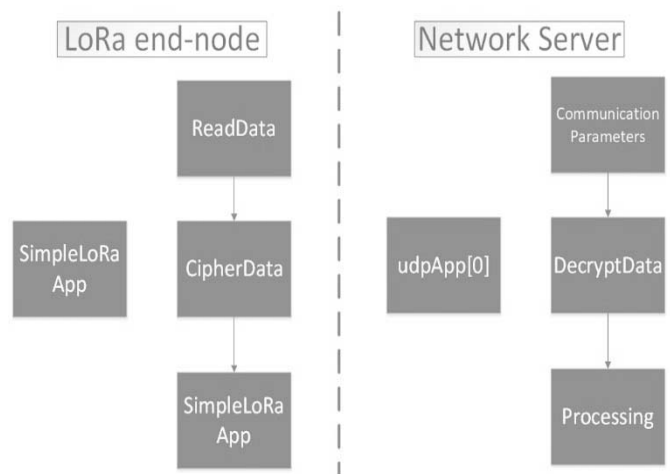 LoRa end-node
ReadData
SimpleLoRa
App
CipherData
SimpleLoRa
App
Network Server
Communication
Parameters
udpApp[0]
DecryptData
Processing